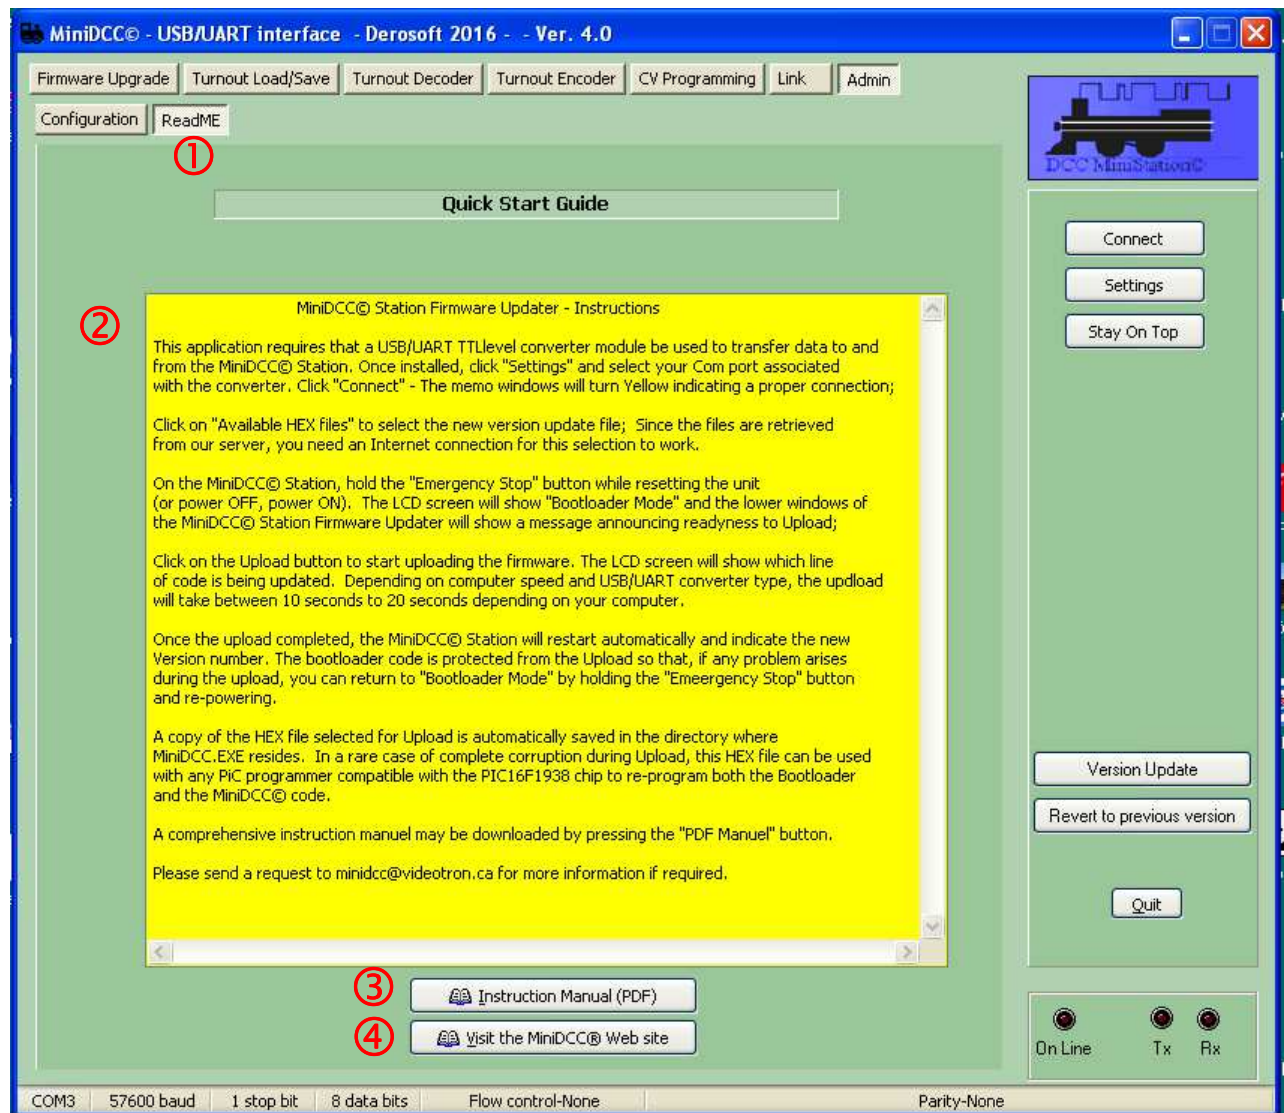 MiniDCC© - USB/UART interface - Derosoft 2016 - - Ver. 4.0
Firmware Upgrade Turnout Load/Save Turnout Decoder Turnout Encoder CV Programming Link Admin
Configuration ReadME
①
DCC MiniStation©
Quick Start Guide
Connect
Settings
Stay On Top
②
MiniDCC© Station Firmware Updater - Instructions
This application requires that a USB/UART TTLlevel converter module be used to transfer data to and
from the MiniDCC© Station. Once installed, click "Settings" and select your Com port associated
with the converter. Click "Connect" - The memo windows will turn Yellow indicating a proper connection;
Click on "Available HEX files" to select the new version update file; Since the files are retrieved
from our server, you need an Internet connection for this selection to work.
On the MiniDCC© Station, hold the "Emergency Stop" button while resetting the unit
(or power OFF, power ON). The LCD screen will show "Bootloader Mode" and the lower windows of
the MiniDCC© Station Firmware Updater will show a message announcing readyness to Upload;
Click on the Upload button to start uploading the firmware. The LCD screen will show which line
of code is being updated. Depending on computer speed and USB/UART converter type, the updload
will take between 10 seconds to 20 seconds depending on your computer.
Once the upload completed, the MiniDCC© Station will restart automatically and indicate the new
Version number. The bootloader code is protected from the Upload so that, if any problem arises
during the upload, you can return to "Bootloader Mode" by holding the "Emeergency Stop" button
and re-powering.
A copy of the HEX file selected for Upload is automatically saved in the directory where
MiniDCC.EXE resides. In a rare case of complete corruption during Upload, this HEX file can be used
with any PiC programmer compatible with the PIC16F1938 chip to re-program both the Bootloader
and the MiniDCC© code.
A comprehensive instruction manuel may be downloaded by pressing the "PDF Manuel" button.
Please send a request to minidcc@videotron.ca for more information if required.
Version Update
Revert to previous version
Quit
③
Instruction Manual (PDF)
④
Visit the MiniDCC® Web site
On Line Tx Rx
COM3 57600 baud 1 stop bit 8 data bits Flow control-None Parity-None